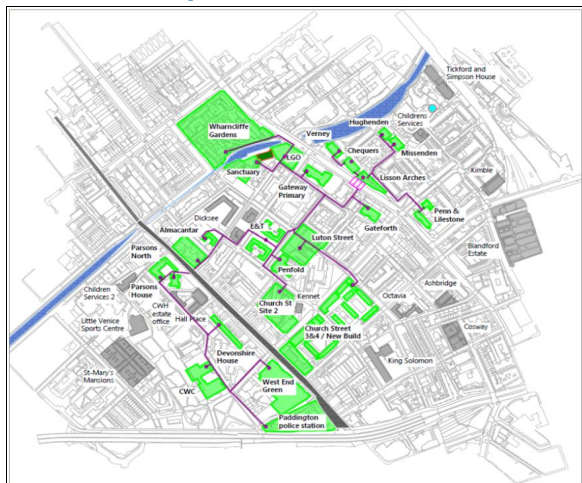 Tickford and
Simpson House
Hughenden
Childrens
Services
Verney
Wharncliffe
Gardens
Chequers
Missenden
LGO
Sanctuary
Lisson Arches
Kimble
Gateway
Primary
Dicksee
Penn &
Lilestone
Almacantar
E&T
Gateforth
Parsons
North
Luton Street
Blandford
Estate
Penfold
Children
Services 2
Parsons
House
CWH
estate
office
Church St
Site 2
Kennet
Octavia
Ashbridge
Little Venice
Sports Centre
Hall Place
Church Street
3&4 / New Build
Cosway
Devonshire
House
King Solomon
St-Mary's
Mansions
CWC
West End
Green
Paddington
police station